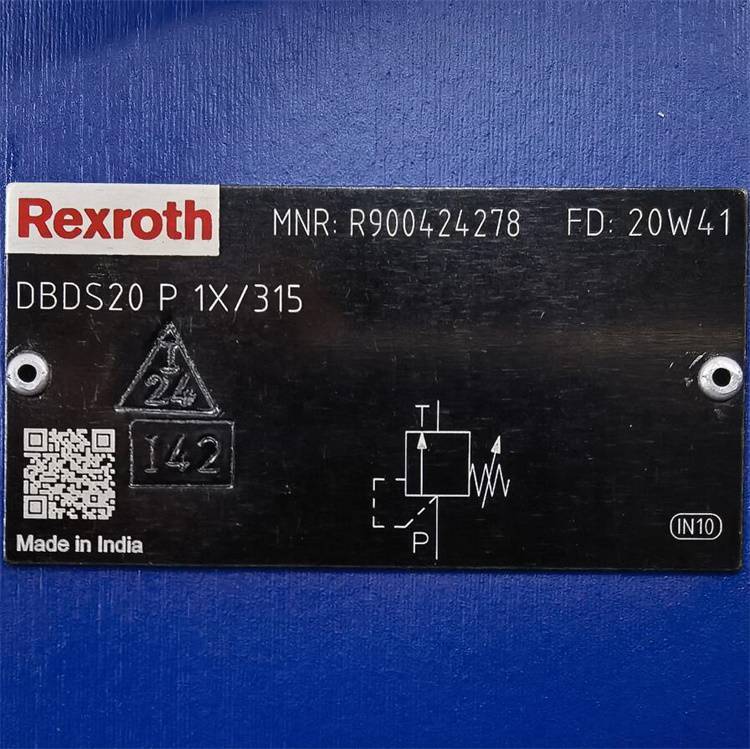 Rexroth MNR: R900424278 FD: 20W41
DBDS20 P 1X/315
I
24
142
T
P
IN10
Made in India